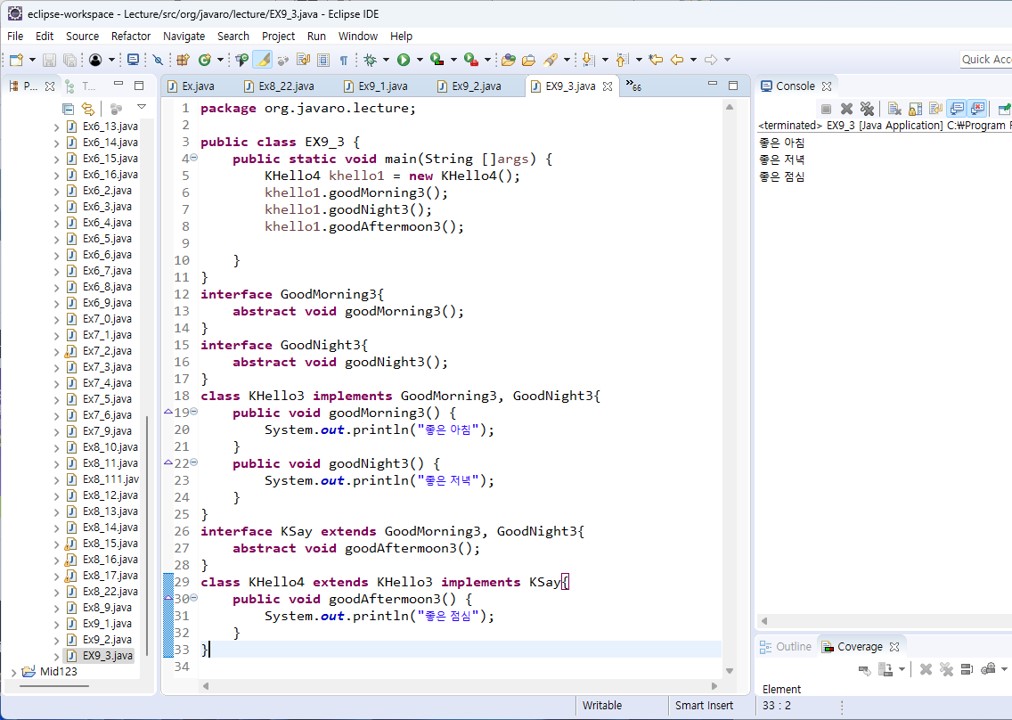 eclipse-workspace - Lecture/src/org/javaro/lecture/EX9_3.java - Eclipse IDE
File Edit Source Refactor Navigate Search Project Run Window Help
Quick Acc
P... T...
Ex.java Ex8_22.java Ex9_1.java Ex9_2.java EX9_3.java »66
Console
<terminated> EX9_3 [Java Application] C:₩Program F
좋은 아침
좋은 저녁
좋은 점심
Ex6_13.java
Ex6_14.java
Ex6_15.java
Ex6_16.java
Ex6_2.java
Ex6_3.java
Ex6_4.java
Ex6_5.java
Ex6_6.java
Ex6_7.java
Ex6_8.java
Ex6_9.java
Ex7_0.java
Ex7_1.java
Ex7_2.java
Ex7_3.java
Ex7_4.java
Ex7_5.java
Ex7_6.java
Ex7_9.java
Ex8_10.java
Ex8_11.java
Ex8_111.jav
Ex8_12.java
Ex8_13.java
Ex8_14.java
Ex8_15.java
Ex8_16.java
Ex8_17.java
Ex8_22.java
Ex8_9.java
Ex9_1.java
Ex9_2.java
EX9_3.java
Mid123
1 package org.javaro.lecture;
2
3 public class EX9_3 {
4 public static void main(String []args) {
5 KHello4 khello1 = new KHello4();
6 khello1.goodMorning3();
7 khello1.goodNight3();
8 khello1.goodAftermoon3();
9
10 }
11 }
12 interface GoodMorning3{
13 abstract void goodMorning3();
14 }
15 interface GoodNight3{
16 abstract void goodNight3();
17 }
18 class KHello3 implements GoodMorning3, GoodNight3{
19 public void goodMorning3() {
20 System.out.println("좋은 아침");
21 }
22 public void goodNight3() {
23 System.out.println("좋은 저녁");
24 }
25 }
26 interface KSay extends GoodMorning3, GoodNight3{
27 abstract void goodAftermoon3();
28 }
29 class KHello4 extends KHello3 implements KSay{
30 public void goodAftermoon3() {
31 System.out.println("좋은 점심");
32 }
33 }
34
Outline Coverage
Element
Writable Smart Insert 33 : 2